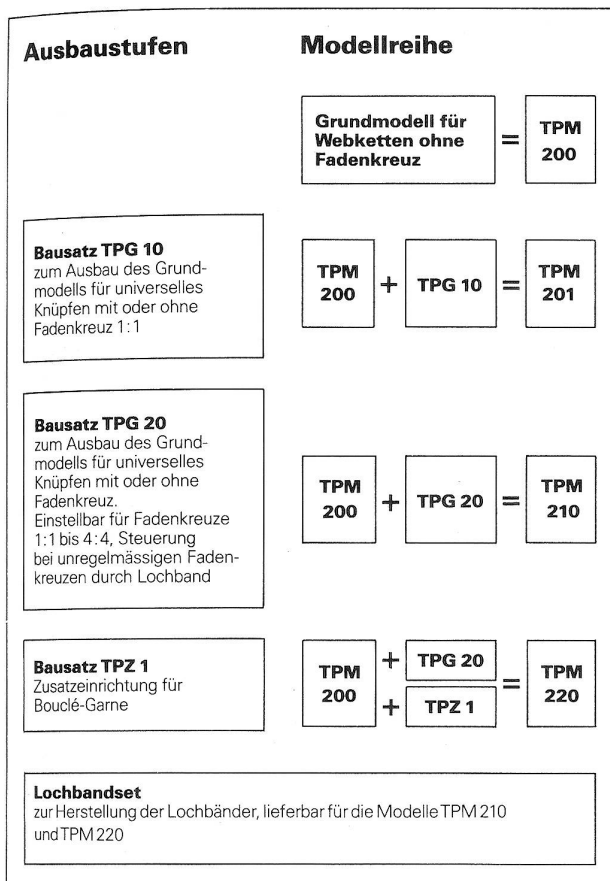 Ausbaustufen
Modellreihe
Grundmodell für
Webketten ohne
Fadenkreuz
=
TPM
200
Bausatz TPG 10
zum Ausbau des Grund-
modells für universelles
Knüpfen mit oder ohne
Fadenkreuz 1:1
TPM
200
+
TPG 10
=
TPM
201
Bausatz TPG 20
zum Ausbau des Grund-
modells für universelles
Knüpfen mit oder ohne
Fadenkreuz.
Einstellbar für Fadenkreuze
1:1 bis 4:4, Steuerung
bei unregelmässigen Faden-
kreuzen durch Lochband
TPM
200
+
TPG 20
=
TPM
210
Bausatz TPZ 1
Zusatzeinrichtung für
Bouclé-Garne
TPM
200
+
TPG 20
+
TPZ 1
=
TPM
220
Lochbandset
zur Herstellung der Lochbänder, lieferbar für die Modelle TPM 210
und TPM 220